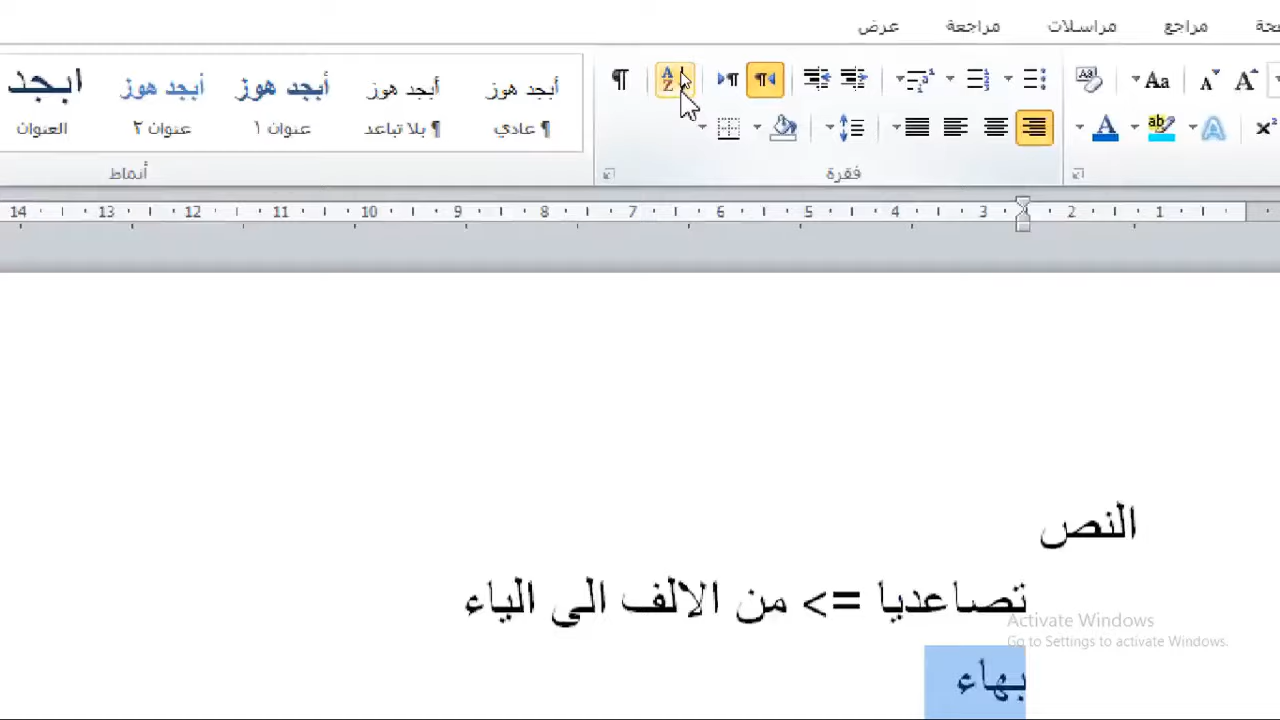 عرض مراجعة مراسلات مراجع
أبجد هوز أبجد هوز أبجد هوز أبجد هوز أبجد
¶ عادي ¶ بلا تباعد عنوان ١ عنوان ٢ العنوان
فقرة أنماط
14 13 12 11 10 9 8 7 6 5 4 3 2 1
النص
تصاعديا => من الالف الى الياء
Activate Windows
Go to Settings to activate Windows.
بهاء